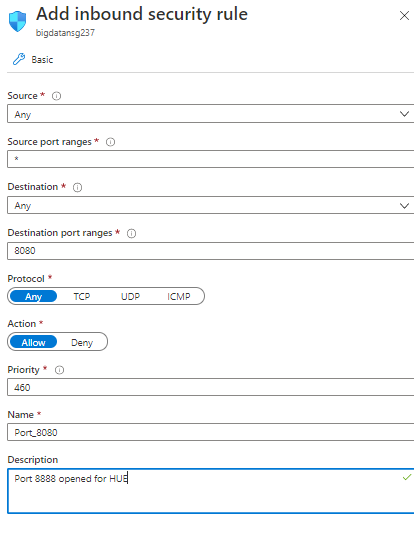 Add inbound security rule
bigdatansg237
Basic
Source *
Any
Source port ranges *
*
Destination *
Any
Destination port ranges *
8080
Protocol *
Any TCP UDP ICMP
Action *
Allow Deny
Priority *
460
Name *
Port_8080
Description
Port 8888 opened for HUE